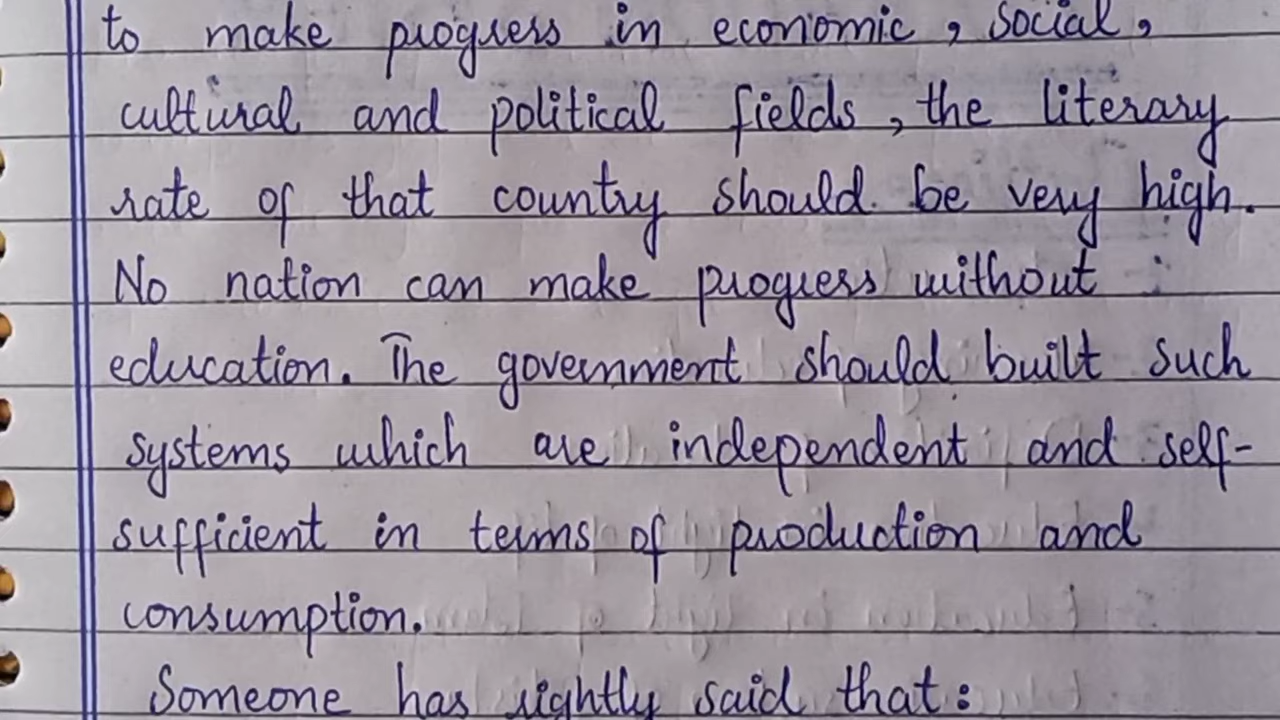 to make progress in economic, social,
cultural and political fields, the literary
rate of that country should be very high.
No nation can make progress without
education. The government should built such
systems which are independent and self-
sufficient in terms of production and
consumption.
Someone has rightly said that: